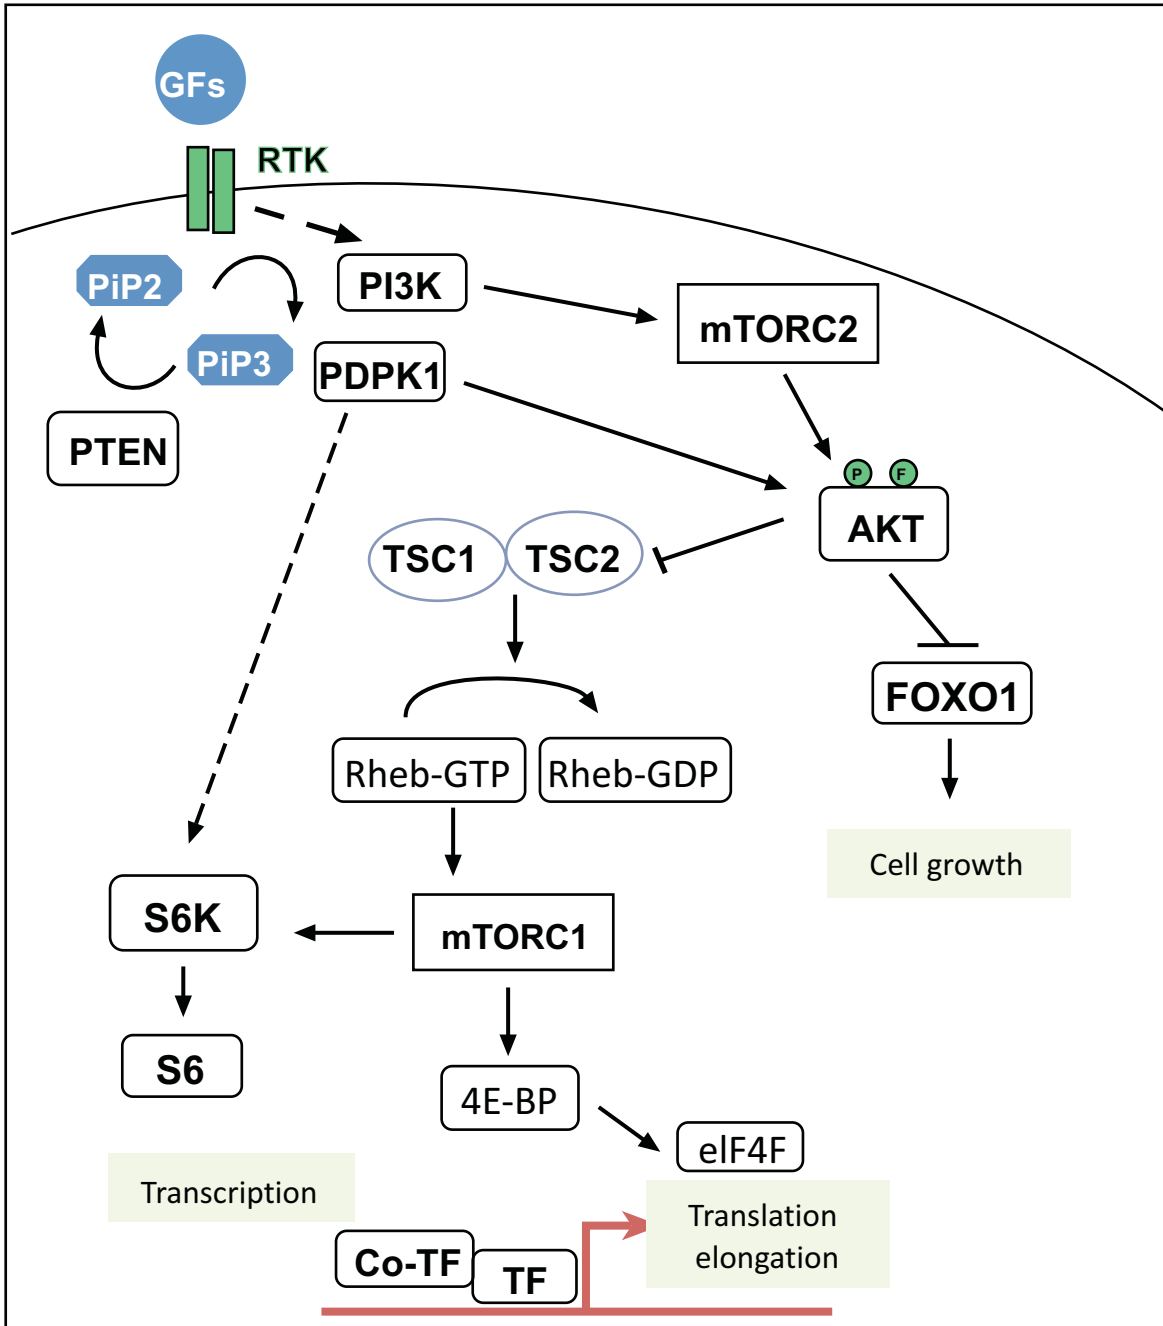 GFs
RTK
PiP2
PI3K
mTORC2
PiP3
PDPK1
PTEN
P
F
AKT
TSC1
TSC2
FOXO1
Rheb-GTP
Rheb-GDP
Cell growth
S6K
mTORC1
S6
4E-BP
eIF4F
Transcription
Translation
elongation
Co-TF
TF